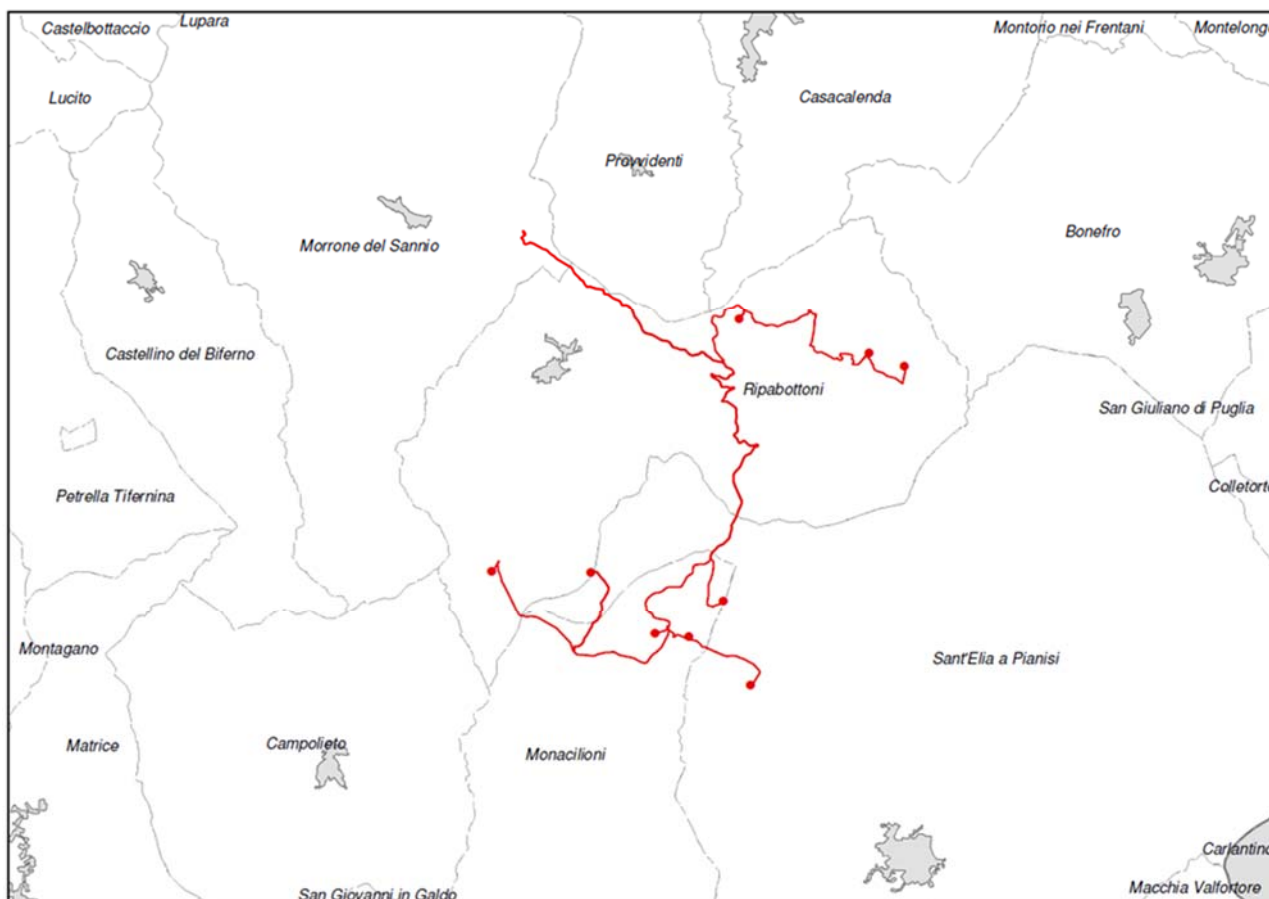 Lupara
Castelbottaccio
Montorio nei Frentani
Montelongo
Lucito
Casacalenda
Provvidenti
Bonefro
Morrone del Sannio
Castellino del Biferno
Ripabottoni
San Giuliano di Puglia
Colletorto
Petrella Tifernina
Montagano
Sant'Elia a Pianisi
Matrice
Campolieto
Monacilioni
Carlantino
Macchia Valfortore
San Giovanni in Galdo